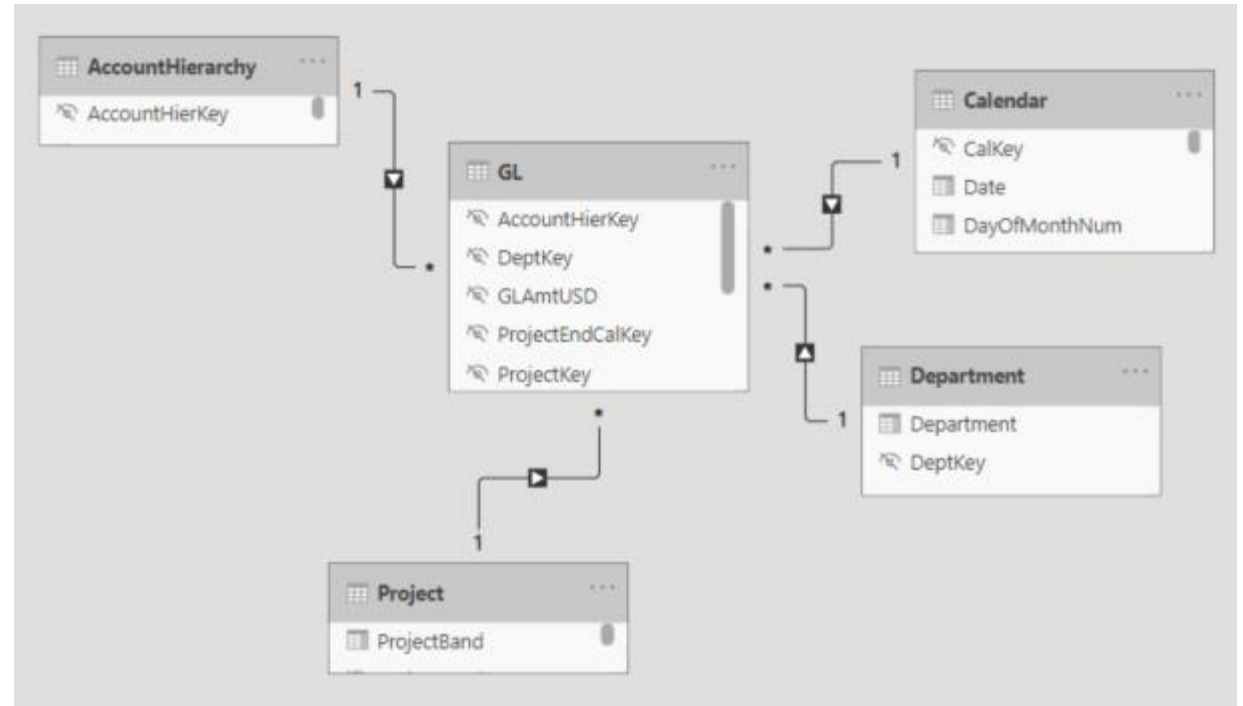 AccountHierarchy
...
AccountHierKey
1
*
GL
...
AccountHierKey
DeptKey
GLAmtUSD
ProjectEndCalKey
ProjectKey
Calendar
...
CalKey
Date
DayOfMonthNum
1
*
*
Department
...
Department
DeptKey
1
*
1
Project
...
ProjectBand